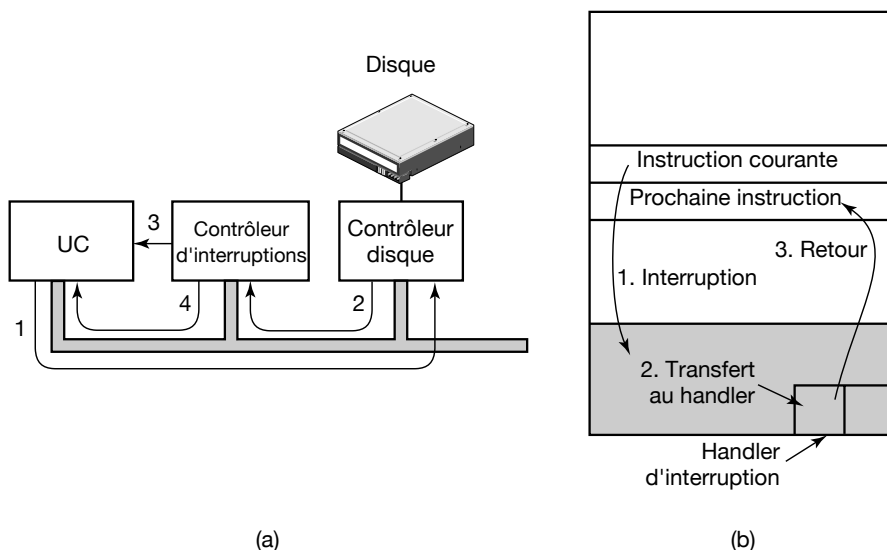 Disque
UC
3
Contrôleur
d'interruptions
Contrôleur
disque
1
4
2
(a)
Instruction courante
Prochaine instruction
3. Retour
1. Interruption
2. Transfert
au handler
Handler
d'interruption
(b)